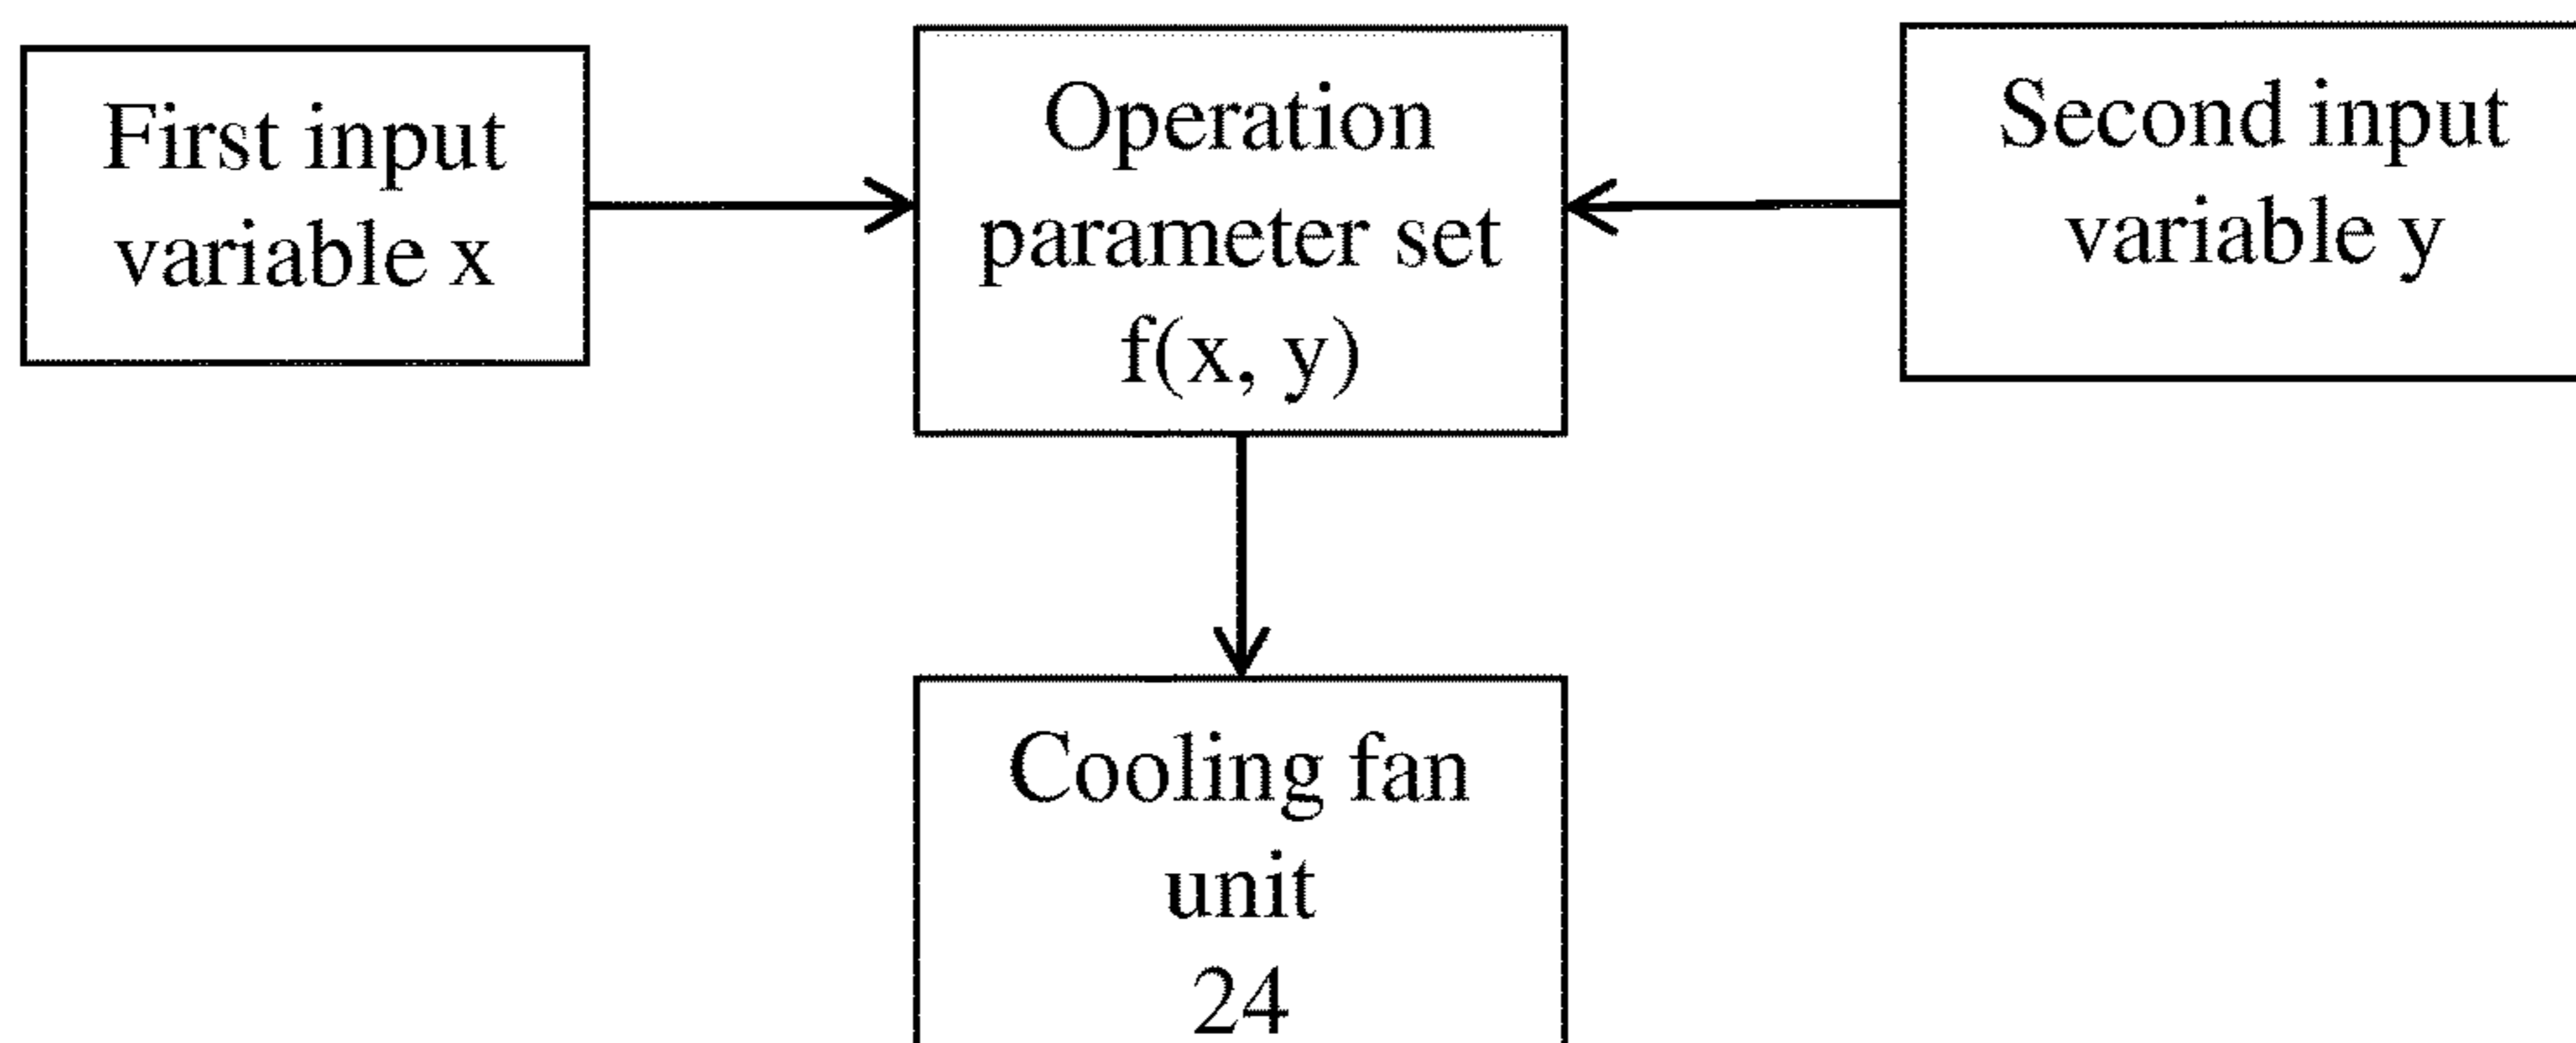 First input
variable x
Operation
parameter set
f(x, y)
Second input
variable y
Cooling fan
unit
24